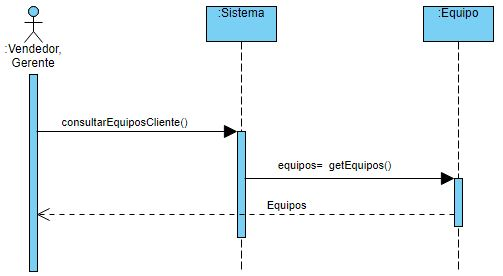 :Sistema
:Equipo
:Vendedor,
Gerente
consultarEquiposCliente()
equipos= getEquipos()
Equipos